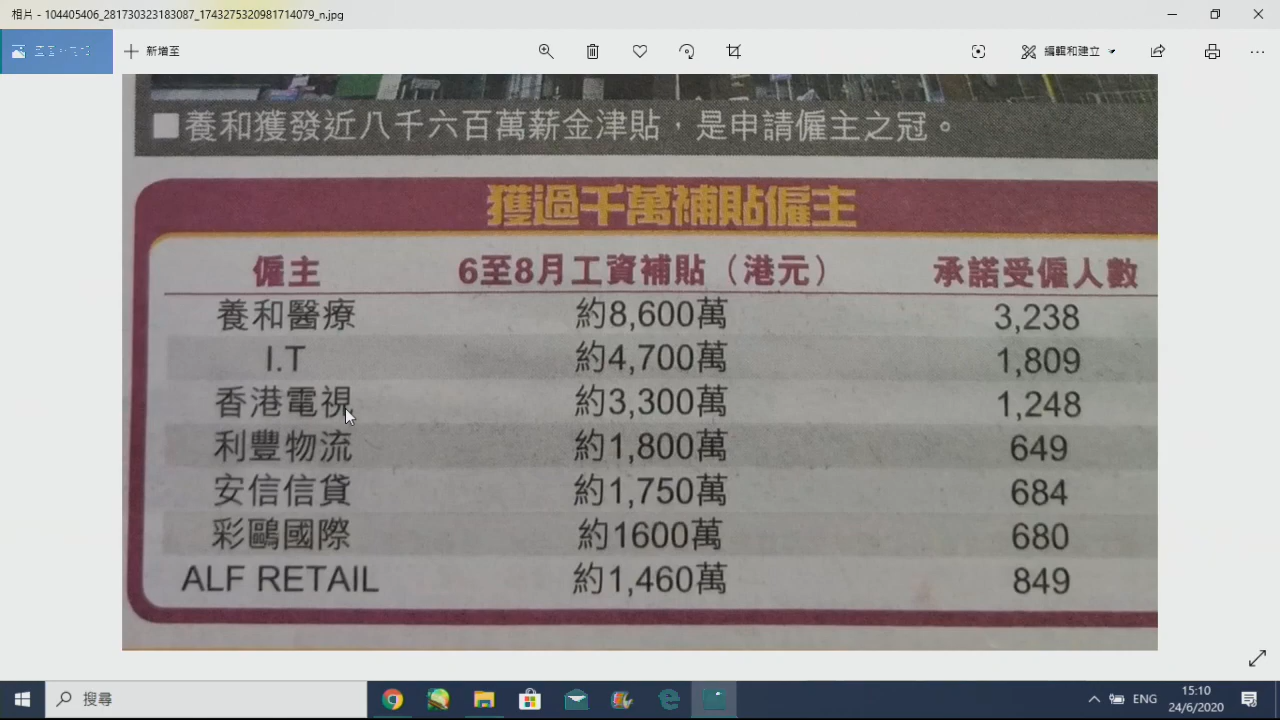 相片 - 104405406_281730323183087_1743275320981714079_n.jpg
新增至
編輯和建立
■養和獲發近八千六百萬薪金津貼，是申請僱主之冠。
獲過千萬補貼僱主
僱主 6至8月工資補貼（港元） 承諾受僱人數
養和醫療 約8,600萬 3,238
I.T 約4,700萬 1,809
香港電視 約3,300萬 1,248
利豐物流 約1,800萬 649
安信信貸 約1,750萬 684
彩鷗國際 約1600萬 680
ALF RETAIL 約1,460萬 849
搜尋
ENG
15:10
24/6/2020